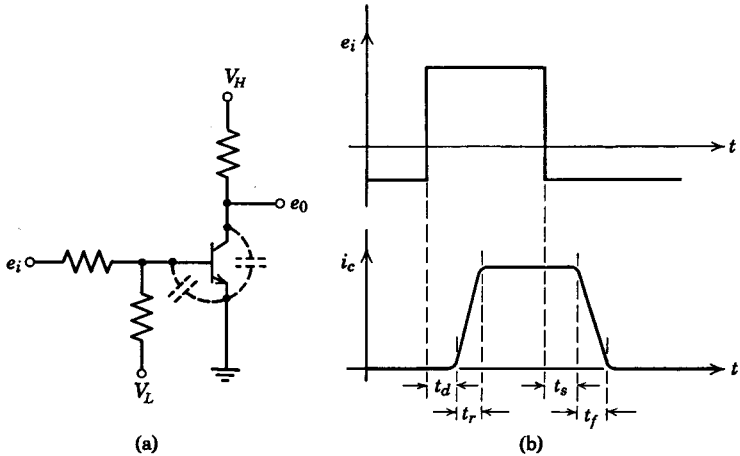 V_H
e_0
e_i
V_L
(a)
e_i
t
i_c
t
t_d
t_s
t_r
t_f
(b)